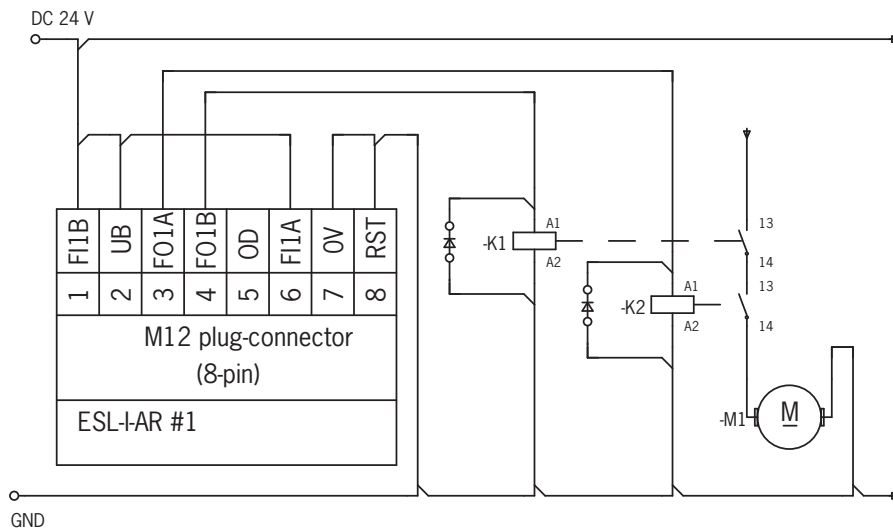 DC 24 V
FI1B UB FO1A FO1B OD FI1A 0V RST
1 2 3 4 5 6 7 8
M12 plug-connector
(8-pin)
ESL-I-AR #1
A1
-K1
A2
A1
-K2
A2
13
14
13
14
-M1
M
GND